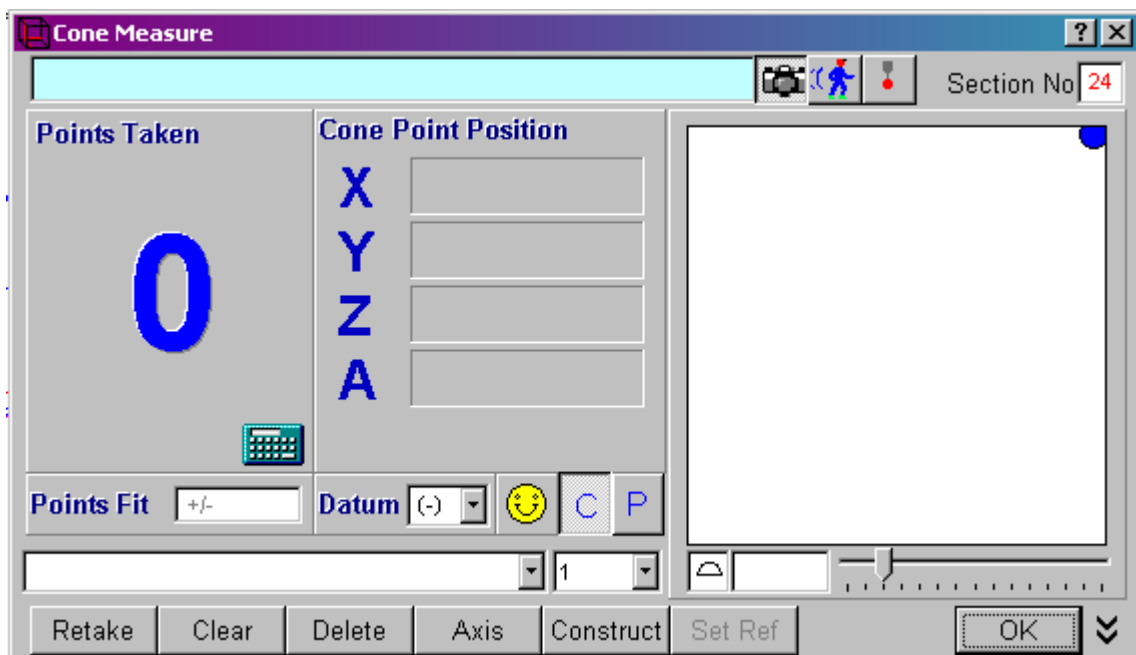 Cone Measure
?
Section No 24
Points Taken
0
Cone Point Position
X
Y
Z
A
Points Fit +/-
Datum (-)
C P
1
Retake Clear Delete Axis Construct Set Ref OK